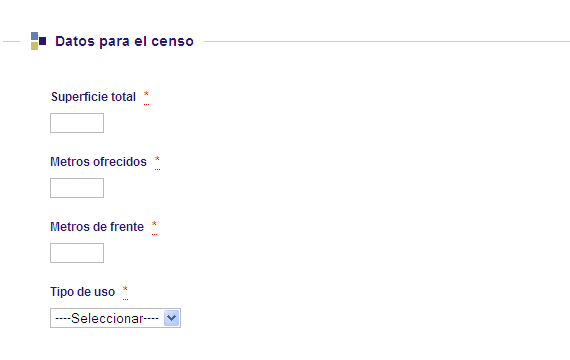 Datos para el censo
Superficie total *
Metros ofrecidos *
Metros de frente *
Tipo de uso *
----Seleccionar----